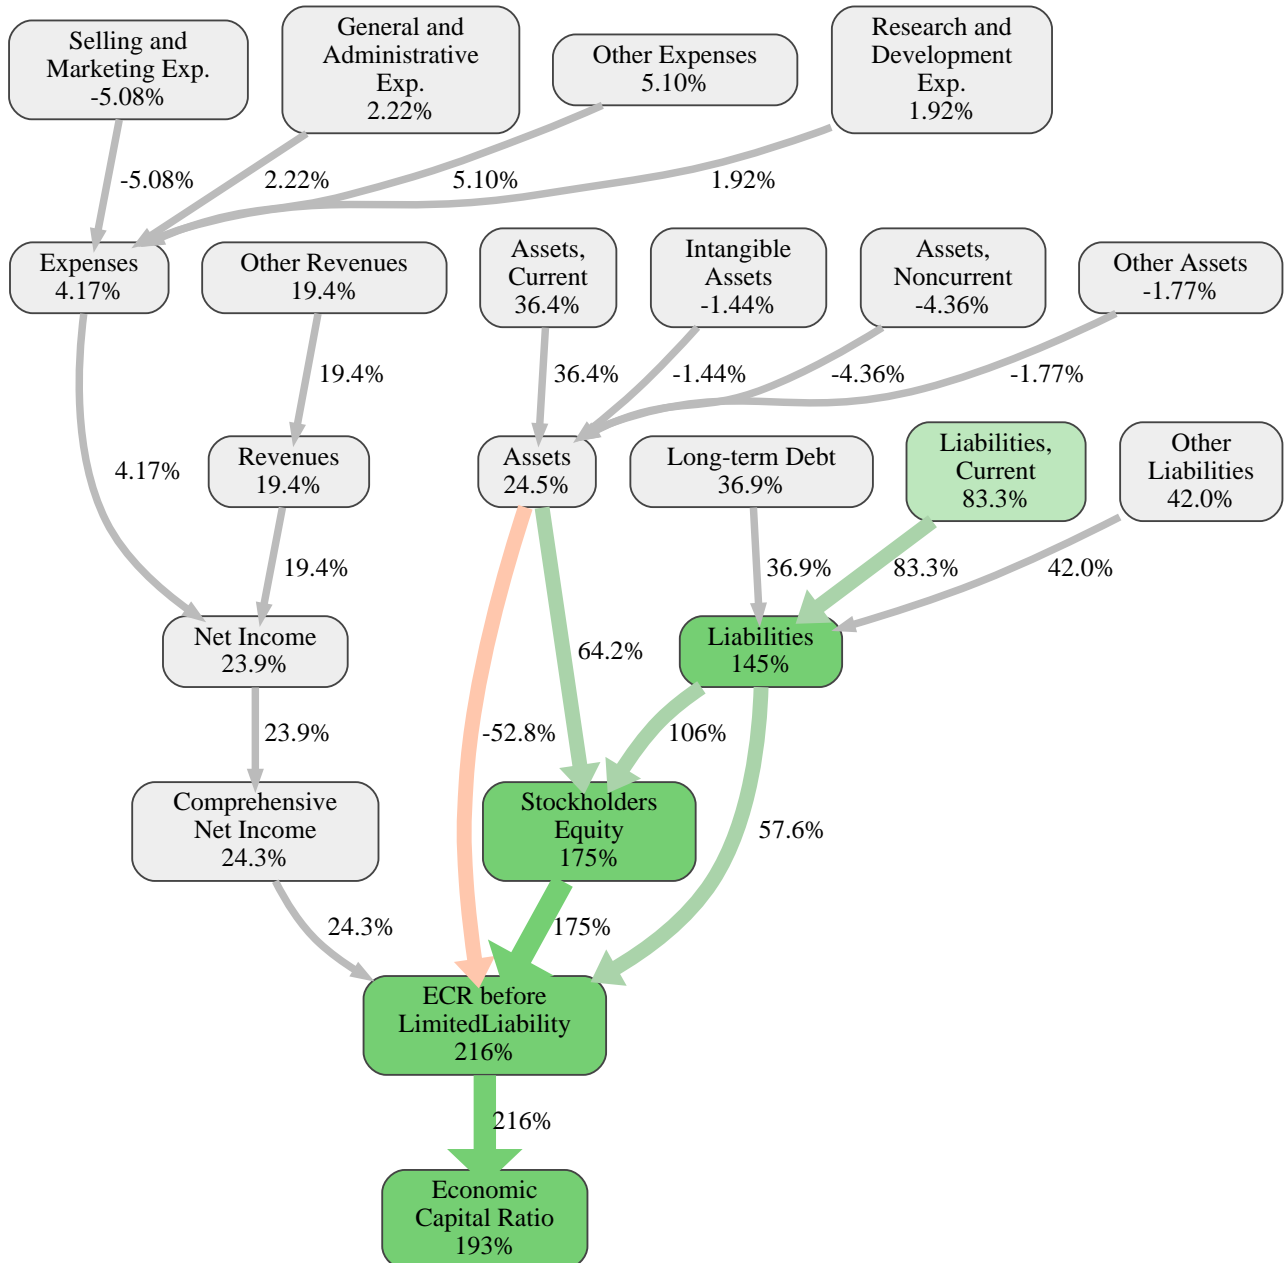 Selling and
Marketing Exp.
-5.08%
General and
Administrative
Exp.
2.22%
Other Expenses
5.10%
Research and
Development
Exp.
1.92%
-5.08%
2.22%
5.10%
1.92%
Expenses
4.17%
Other Revenues
19.4%
Assets,
Current
36.4%
Intangible
Assets
-1.44%
Assets,
Noncurrent
-4.36%
Other Assets
-1.77%
19.4%
36.4%
-1.44%
-4.36%
-1.77%
4.17%
Revenues
19.4%
Assets
24.5%
Long-term Debt
36.9%
Liabilities,
Current
83.3%
Other
Liabilities
42.0%
19.4%
36.9%
83.3%
42.0%
Net Income
23.9%
64.2%
Liabilities
145%
23.9%
-52.8%
106%
Comprehensive
Net Income
24.3%
Stockholders
Equity
175%
57.6%
24.3%
175%
ECR before
LimitedLiability
216%
216%
Economic
Capital Ratio
193%